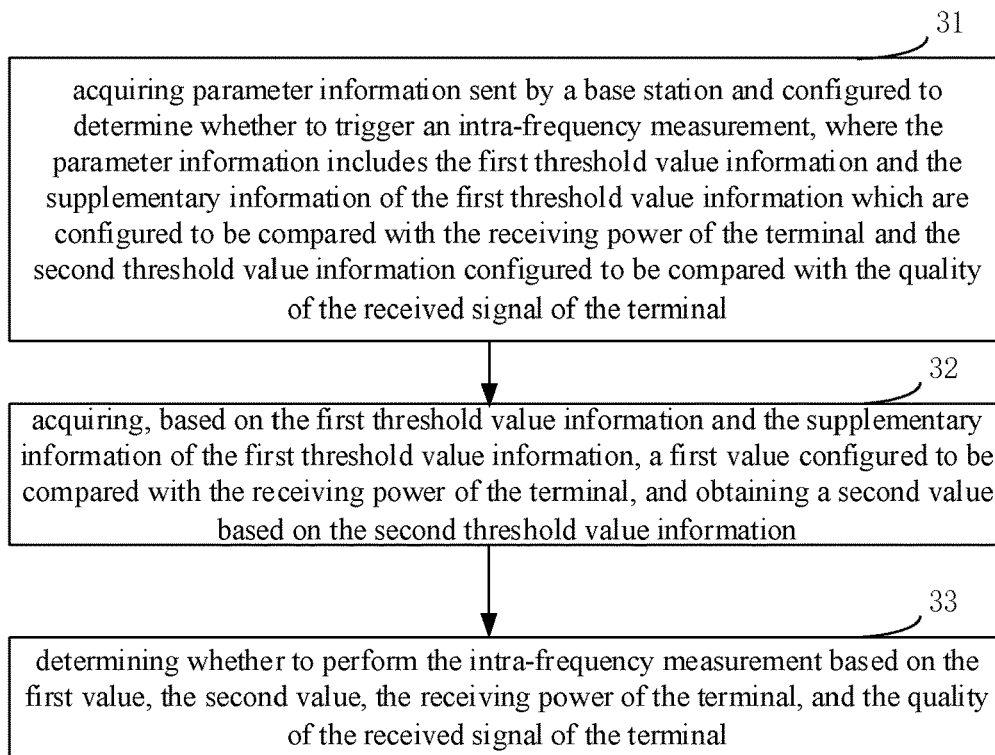 31
acquiring parameter information sent by a base station and configured to
determine whether to trigger an intra-frequency measurement, where the
parameter information includes the first threshold value information and the
supplementary information of the first threshold value information which are
configured to be compared with the receiving power of the terminal and the
second threshold value information configured to be compared with the quality
of the received signal of the terminal
32
acquiring, based on the first threshold value information and the supplementary
information of the first threshold value information, a first value configured to be
compared with the receiving power of the terminal, and obtaining a second value
based on the second threshold value information
33
determining whether to perform the intra-frequency measurement based on the
first value, the second value, the receiving power of the terminal, and the quality
of the received signal of the terminal